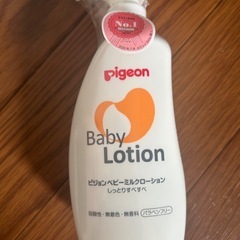 No.1
Pigeon
Baby
Lotion
ピジョン ベビーミルクローション
しっとりすべすべ
弱酸性・無着色・無香料
パラベンフリー